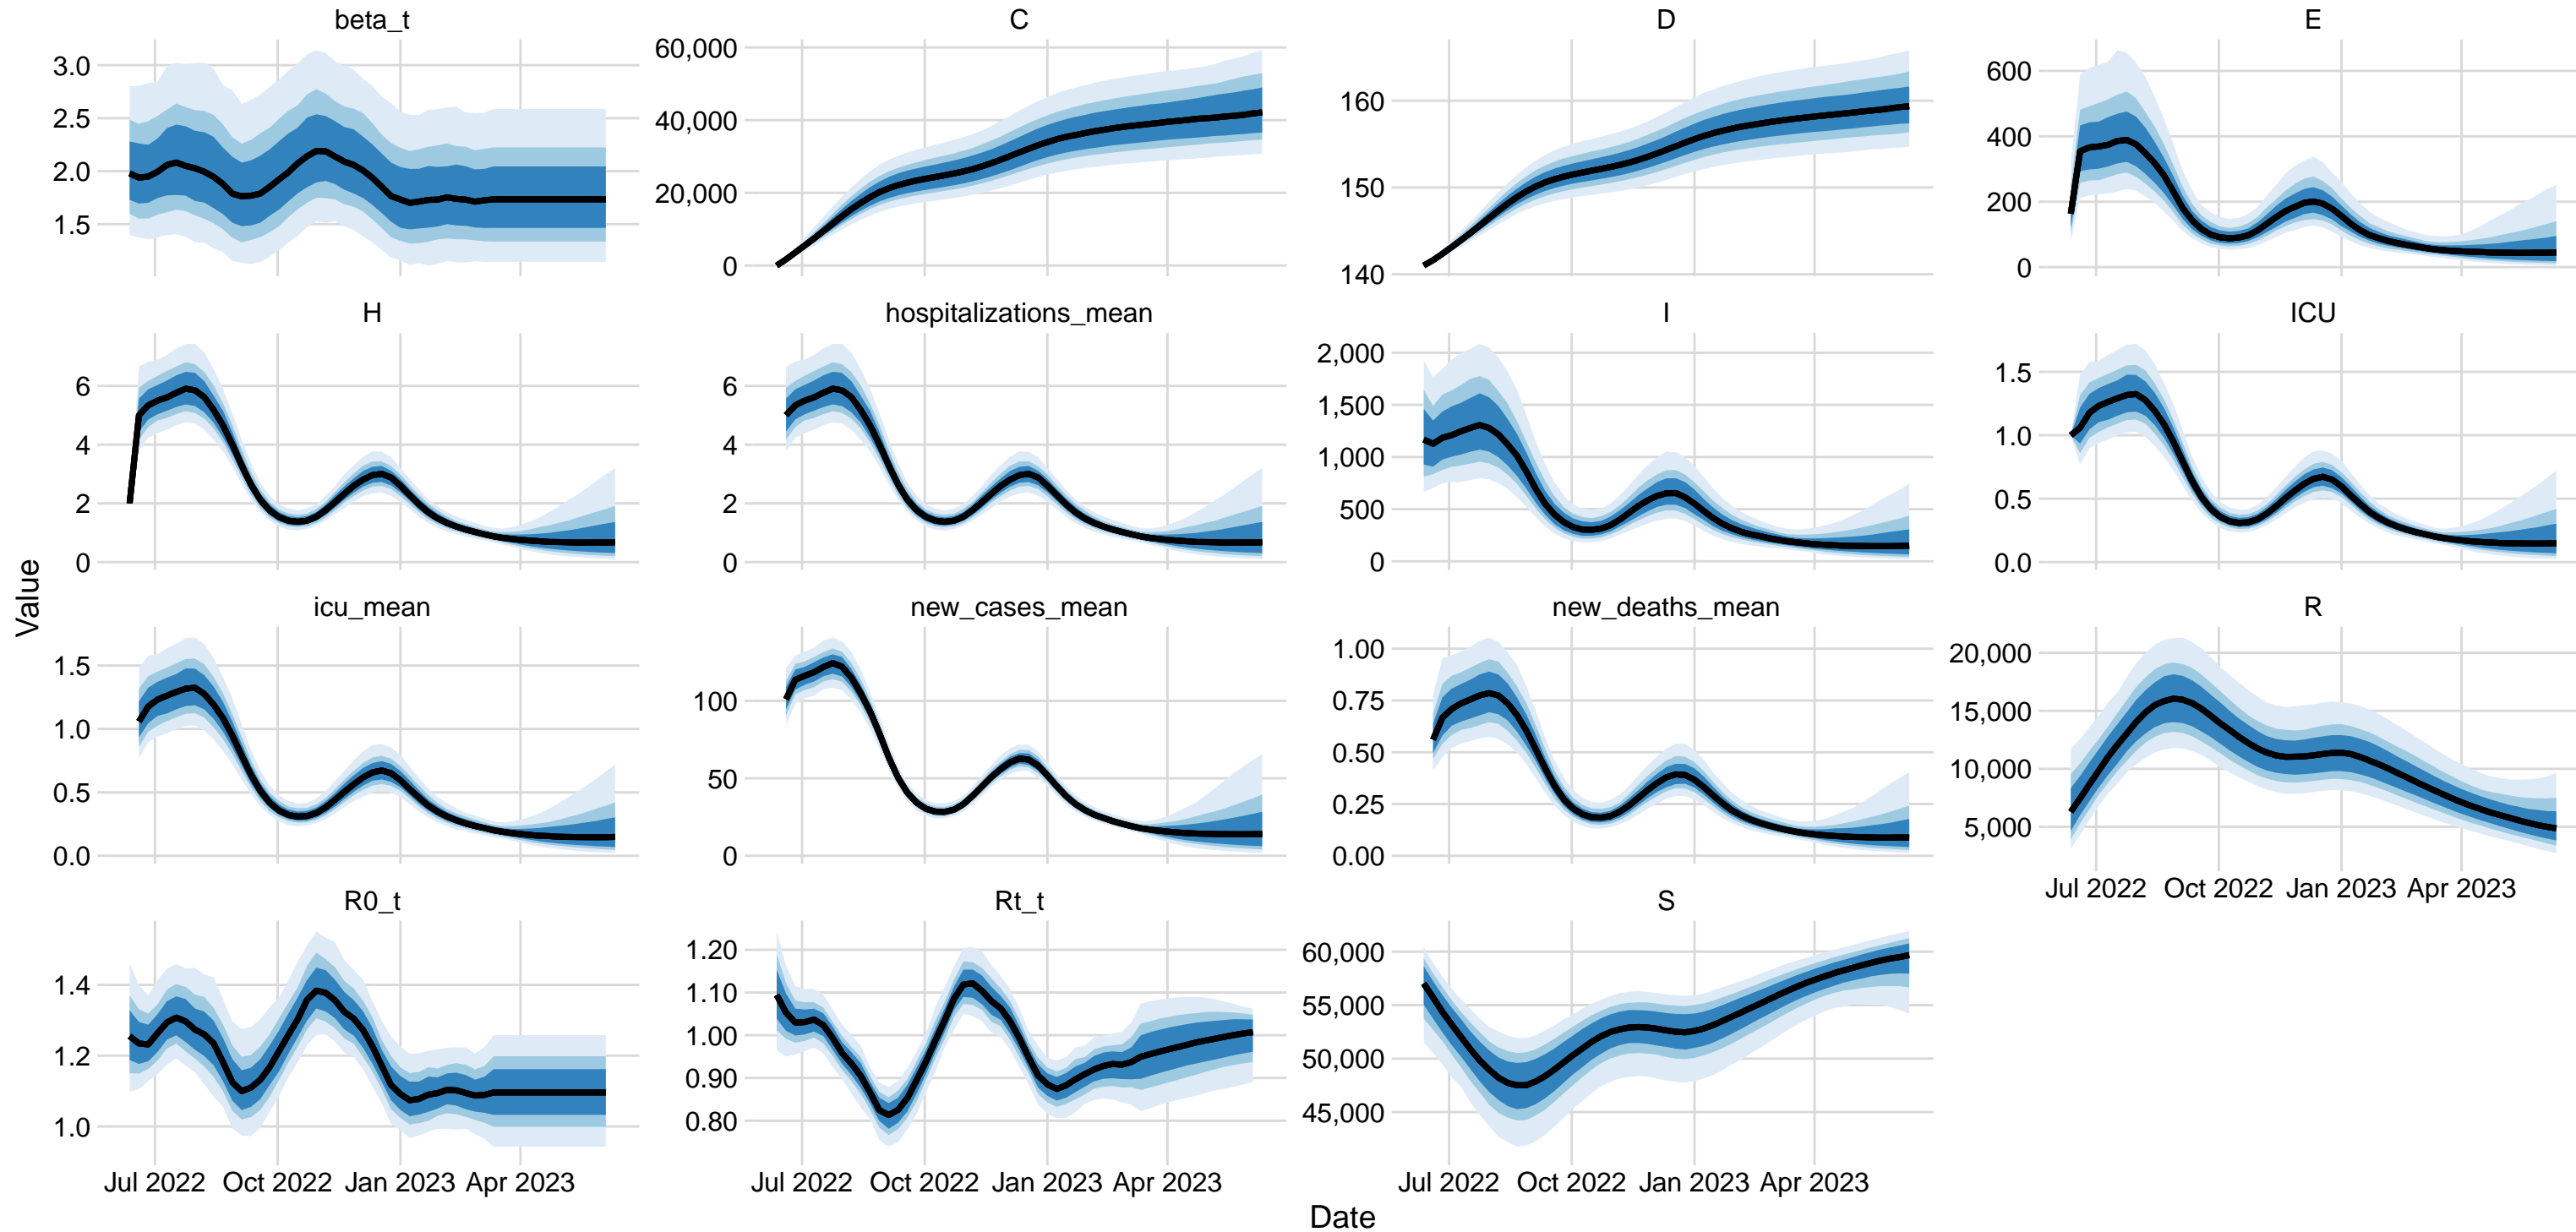 beta_t
C
D
E
3.0
2.5
2.0
1.5
60,000
40,000
20,000
0
160
150
140
600
400
200
0
H
hospitalizations_mean
I
ICU
6
4
2
0
6
4
2
0
2,000
1,500
1,000
500
0
1.5
1.0
0.5
0.0
icu_mean
new_cases_mean
new_deaths_mean
R
1.5
1.0
0.5
0.0
100
50
0
1.00
0.75
0.50
0.25
0.00
20,000
15,000
10,000
5,000
Jul 2022 Oct 2022 Jan 2023 Apr 2023
R0_t
Rt_t
S
1.4
1.2
1.0
1.20
1.10
1.00
0.90
0.80
60,000
55,000
50,000
45,000
Jul 2022 Oct 2022 Jan 2023 Apr 2023
Jul 2022 Oct 2022 Jan 2023 Apr 2023
Jul 2022 Oct 2022 Jan 2023 Apr 2023
Value
Date